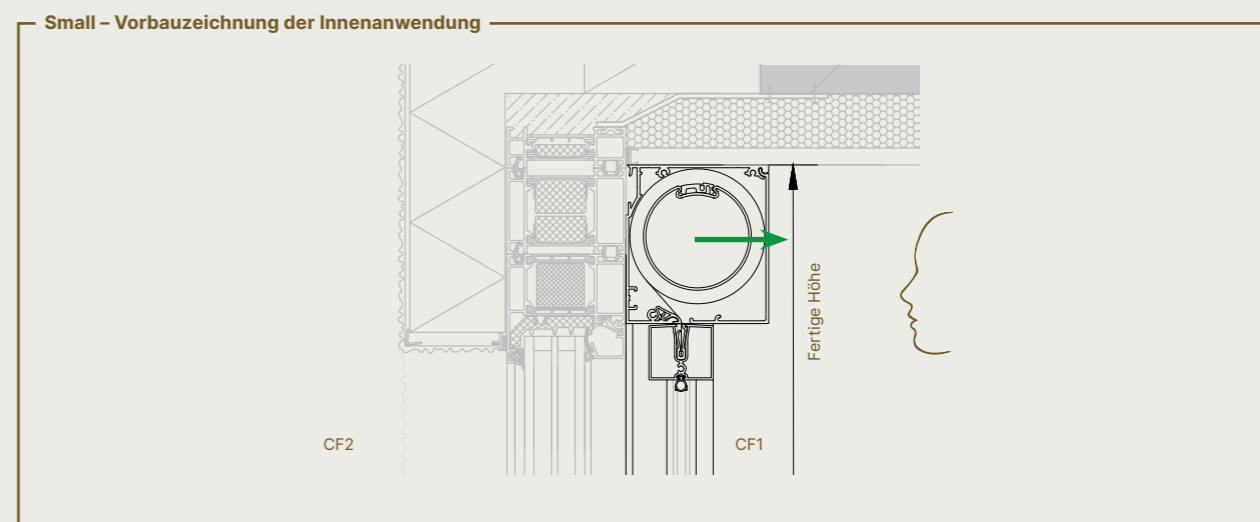 Small – Vorbauzeichnung der Innenanwendung
Fertige Höhe
CF2
CF1